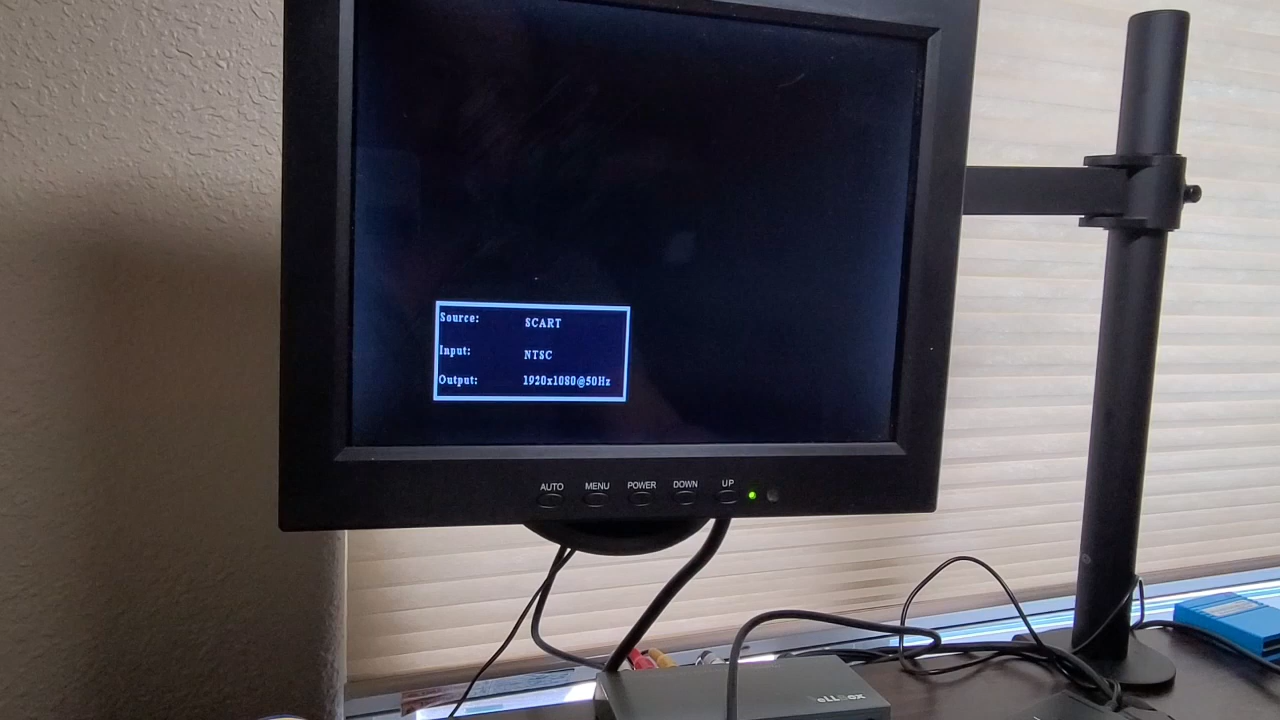 Source: SCART
Input: NTSC
Output: 1920x1080@50Hz
AUTO MENU POWER DOWN UP